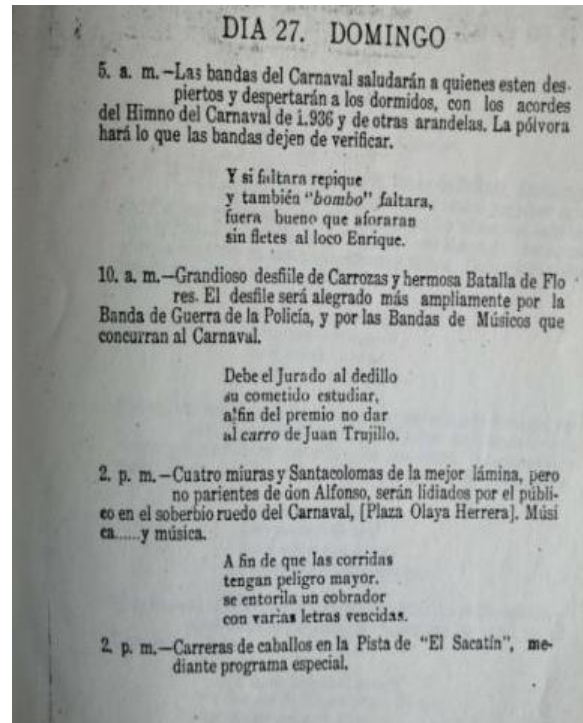 DIA 27. DOMINGO
5. a. m.—Las bandas del Carnaval saludarán a quienes esten des-
piertos y despertarán a los dormidos, con los acordes
del Himno del Carnaval de 1.936 y de otras arandelas. La pólvora
hará lo que las bandas dejen de verificar.
Y si faltara repique
y también "bombo" faltara,
fuera bueno que aforaran
sin fletes al loco Enrique.
10. a. m.—Grandioso desfiile de Carrozas y hermosa Batalla de Flo
res. El desfile será alegrado más ampliamente por la
Banda de Guerra de la Policía, y por las Bandas de Músicos que
concurran al Carnaval.
Debe el Jurado al dedillo
su cometido estudiar,
a fin del premio no dar
al carro de Juan Trujillo.
2. p. m.—Cuatro miuras y Santacolomas de la mejor lámina, pero
no parientes de don Alfonso, serán lidiados por el públi-
co en el soberbio ruedo del Carnaval, [Plaza Olaya Herrera]. Músi
ca......y música.
A fin de que las corridas
tengan peligro mayor,
se entorila un cobrador
con varias letras vencidas.
2. p. m.—Carreras de caballos en la Pista de "El Sacatín", me-
diante programa especial.